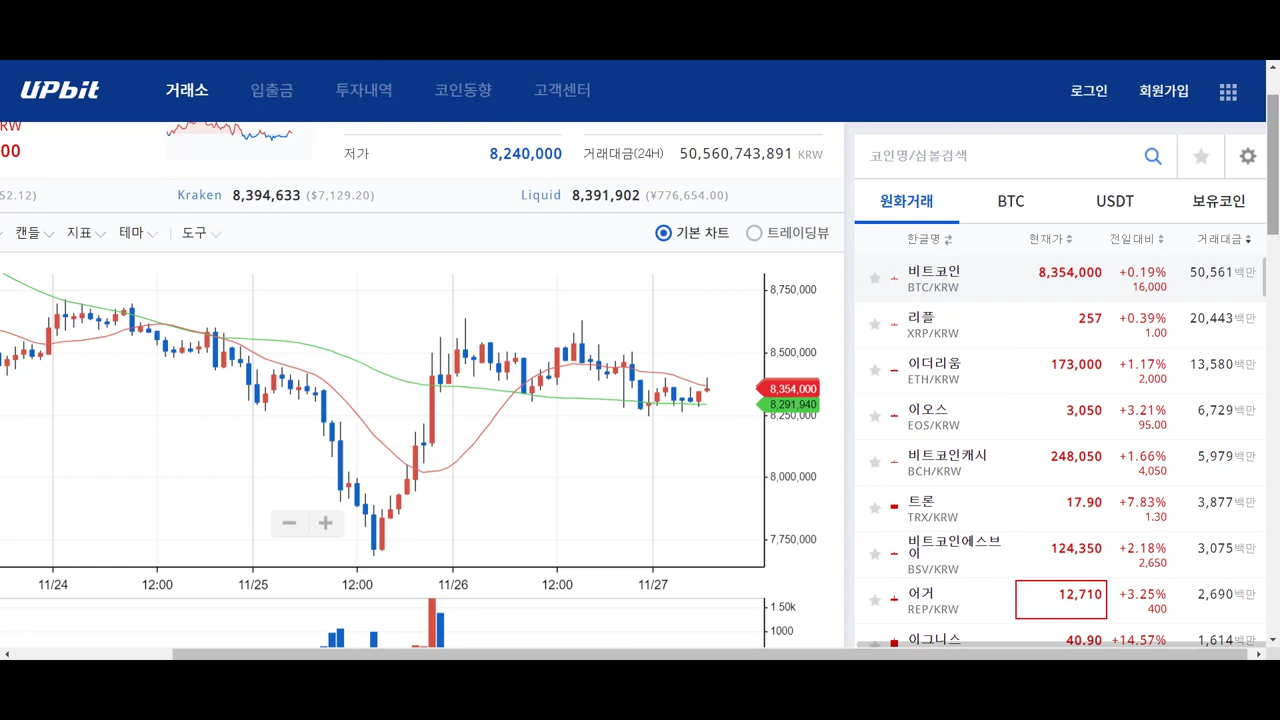 UPbit 거래소 입출금 투자내역 코인동향 고객센터 로그인 회원가입
KRW
00
저가 8,240,000 거래대금(24H) 50,560,743,891 KRW
52.12) Kraken 8,394,633 ($7,129.20) Liquid 8,391,902 (¥776,654.00)
캔들 지표 테마 도구 기본 차트 트레이딩뷰
8,750,000
8,500,000
8,354,000
8,291,940
8,250,000
8,000,000
7,750,000
11/24 12:00 11/25 12:00 11/26 12:00 11/27
1.50k
1000
코인명/심볼검색
원화거래 BTC USDT 보유코인
한글명 현재가 전일대비 거래대금
비트코인 8,354,000 +0.19% 50,561백만
BTC/KRW 16,000
리플 257 +0.39% 20,443백만
XRP/KRW 1.00
이더리움 173,000 +1.17% 13,580백만
ETH/KRW 2,000
이오스 3,050 +3.21% 6,729백만
EOS/KRW 95.00
비트코인캐시 248,050 +1.66% 5,979백만
BCH/KRW 4,050
트론 17.90 +7.83% 3,877백만
TRX/KRW 1.30
비트코인에스브
이 124,350 +2.18% 3,075백만
BSV/KRW 2,650
어거 12,710 +3.25% 2,690백만
REP/KRW 400
이그니스 40.90 +14.57% 1,614백만